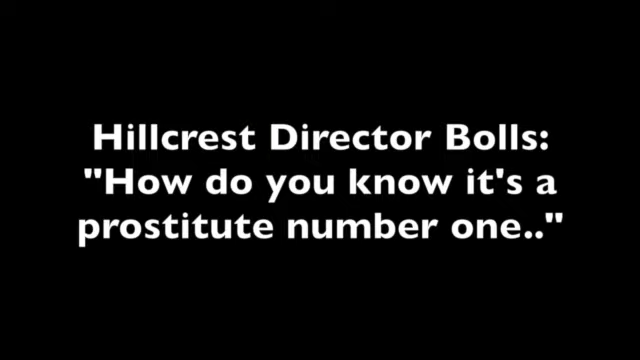 Hillcrest Director Bolls:
"How do you know it's a
prostitute number one.."